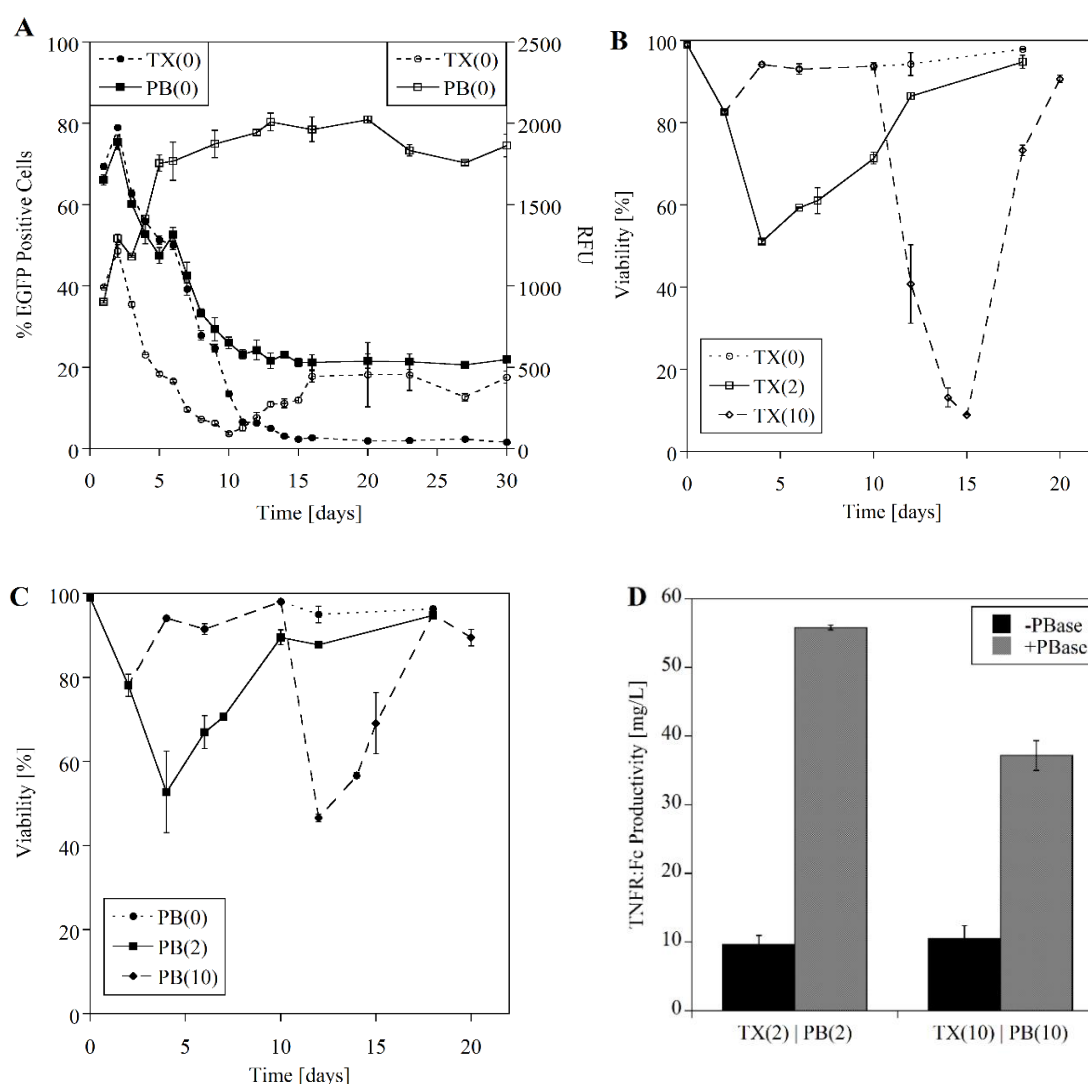 A
100
80
60
40
20
0
% EGFP Positive Cells
TX(0)
PB(0)
TX(0)
PB(0)
2500
2000
1500
1000
500
0
RFU
0 5 10 15 20 25 30
Time [days]
B
100
80
60
40
20
0
Viability [%]
TX(0)
TX(2)
TX(10)
0 5 10 15 20
Time [days]
C
100
80
60
40
20
0
Viability [%]
PB(0)
PB(2)
PB(10)
0 5 10 15 20
Time [days]
D
60
50
40
30
20
10
0
TNFR:Fc Productivity [mg/L]
-PBase
+PBase
TX(2) | PB(2) TX(10) | PB(10)